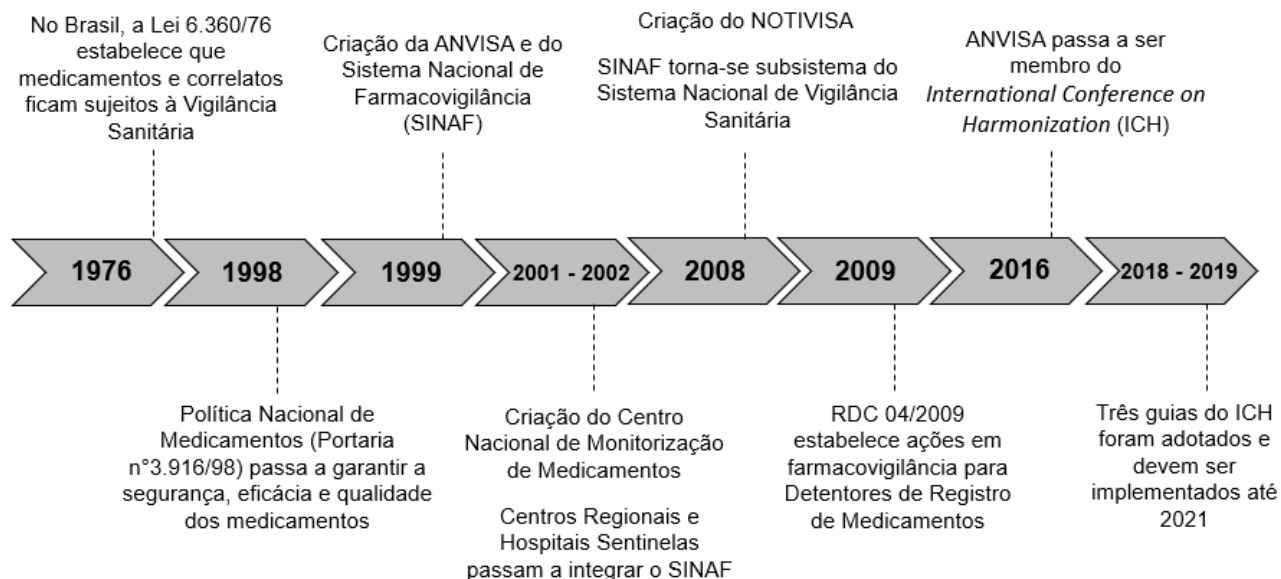 No Brasil, a Lei 6.360/76
estabelece que
medicamentos e correlatos
ficam sujeitos à Vigilância
Sanitária
Criação da ANVISA e do
Sistema Nacional de
Farmacovigilância
(SINAF)
Criação do NOTIVISA
SINAF torna-se subsistema do
Sistema Nacional de Vigilância
Sanitária
ANVISA passa a ser
membro do
International Conference on
Harmonization (ICH)
1976
1998
1999
2001 - 2002
2008
2009
2016
2018 - 2019
Política Nacional de
Medicamentos (Portaria
n°3.916/98) passa a garantir a
segurança, eficácia e qualidade
dos medicamentos
Criação do Centro
Nacional de Monitorização
de Medicamentos
Centros Regionais e
Hospitais Sentinelas
passam a integrar o SINAF
RDC 04/2009
estabelece ações em
farmacovigilância para
Detentores de Registro
de Medicamentos
Três guias do ICH
foram adotados e
devem ser
implementados até
2021